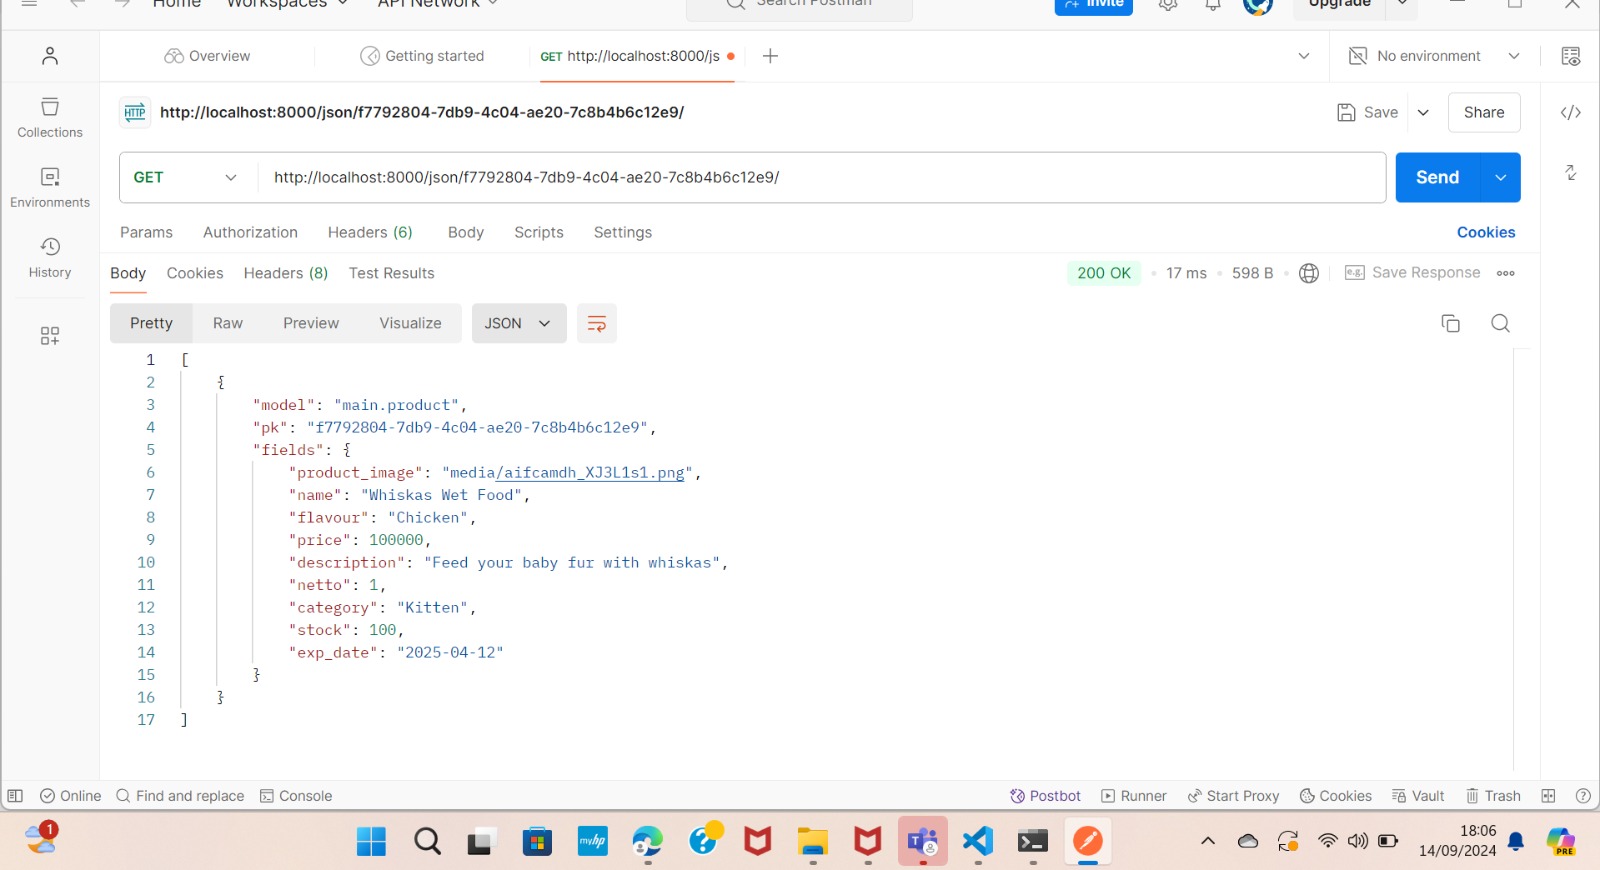 Home Workspaces API Network Search Postman Invite Upgrade
Overview Getting started GET http://localhost:8000/js No environment
HTTP http://localhost:8000/json/f7792804-7db9-4c04-ae20-7c8b4b6c12e9/ Save Share
Collections
GET http://localhost:8000/json/f7792804-7db9-4c04-ae20-7c8b4b6c12e9/ Send
Environments
Params Authorization Headers (6) Body Scripts Settings Cookies
History
Body Cookies Headers (8) Test Results 200 OK 17 ms 598 B e.g. Save Response
Pretty Raw Preview Visualize JSON
1 [
2 {
3 "model": "main.product",
4 "pk": "f7792804-7db9-4c04-ae20-7c8b4b6c12e9",
5 "fields": {
6 "product_image": "media/aifcamdh_XJ3L1s1.png",
7 "name": "Whiskas Wet Food",
8 "flavour": "Chicken",
9 "price": 100000,
10 "description": "Feed your baby fur with whiskas",
11 "netto": 1,
12 "category": "Kitten",
13 "stock": 100,
14 "exp_date": "2025-04-12"
15 }
16 }
17 ]
Online Find and replace Console Postbot Runner Start Proxy Cookies Vault Trash
1 myhp T PRE
18:06
14/09/2024